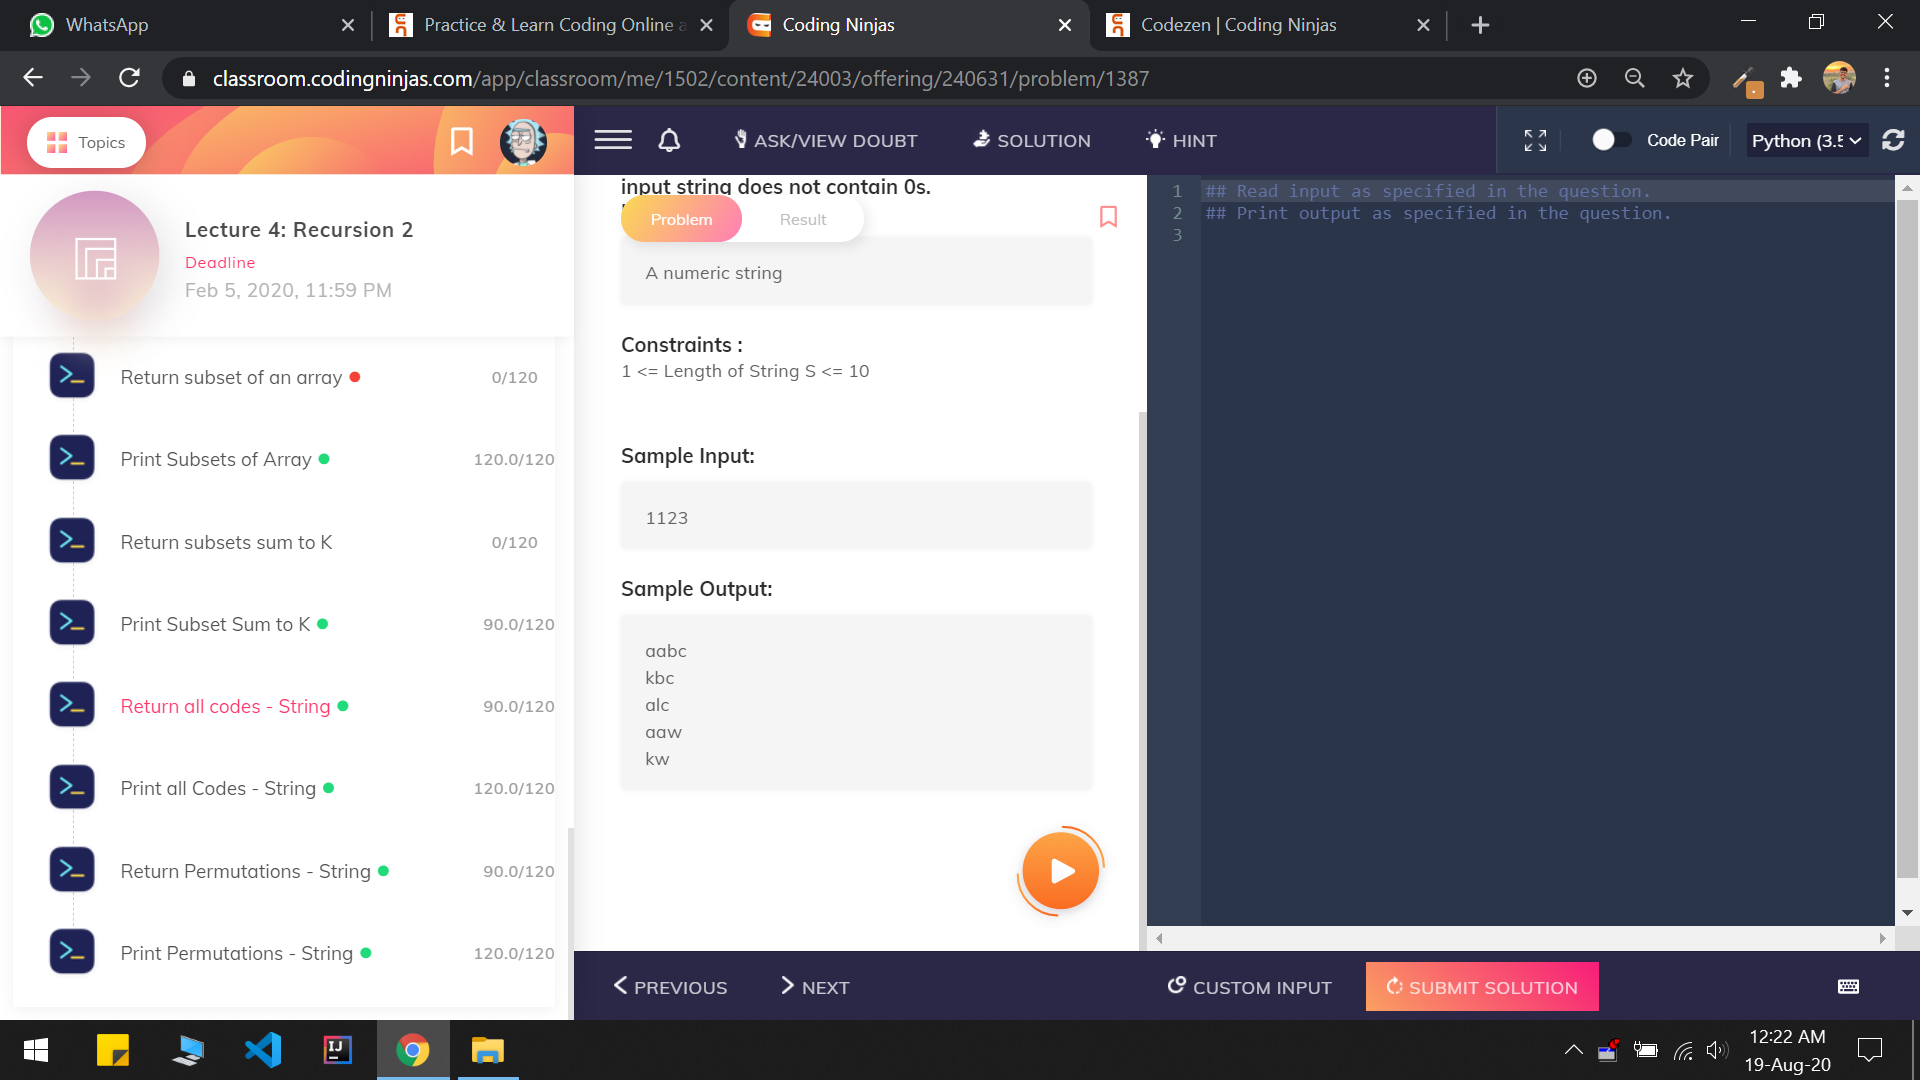 WhatsApp
Practice & Learn Coding Online a
Coding Ninjas
Codezen | Coding Ninjas
classroom.codingninjas.com/app/classroom/me/1502/content/24003/offering/240631/problem/1387
Topics
ASK/VIEW DOUBT
SOLUTION
HINT
Code Pair
Python (3.5
Lecture 4: Recursion 2
Deadline
Feb 5, 2020, 11:59 PM
Return subset of an array
0/120
Print Subsets of Array
120.0/120
Return subsets sum to K
0/120
Print Subset Sum to K
90.0/120
Return all codes - String
90.0/120
Print all Codes - String
120.0/120
Return Permutations - String
90.0/120
Print Permutations - String
120.0/120
input string does not contain 0s.
Problem
Result
A numeric string
Constraints :
1 <= Length of String S <= 10
Sample Input:
1123
Sample Output:
aabc
kbc
alc
aaw
kw
1 ## Read input as specified in the question.
2 ## Print output as specified in the question.
3
PREVIOUS
NEXT
CUSTOM INPUT
SUBMIT SOLUTION
IJ
12:22 AM
19-Aug-20